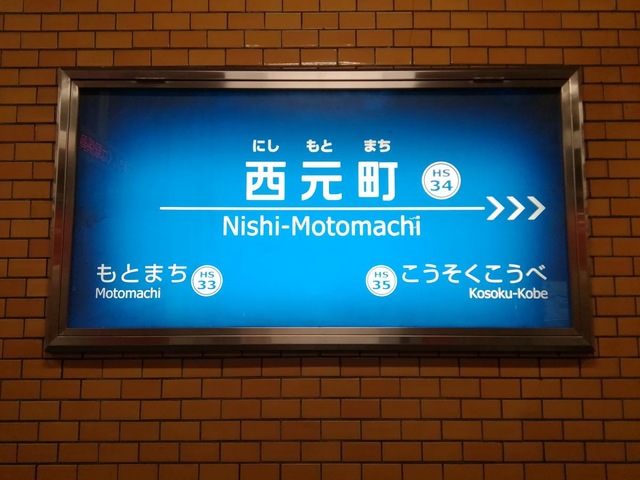 にし もと まち
西元町 HS 34
Nishi-Motomachi
もとまち HS 33 HS 35 こうそくこうべ
Motomachi Kosoku-Kobe